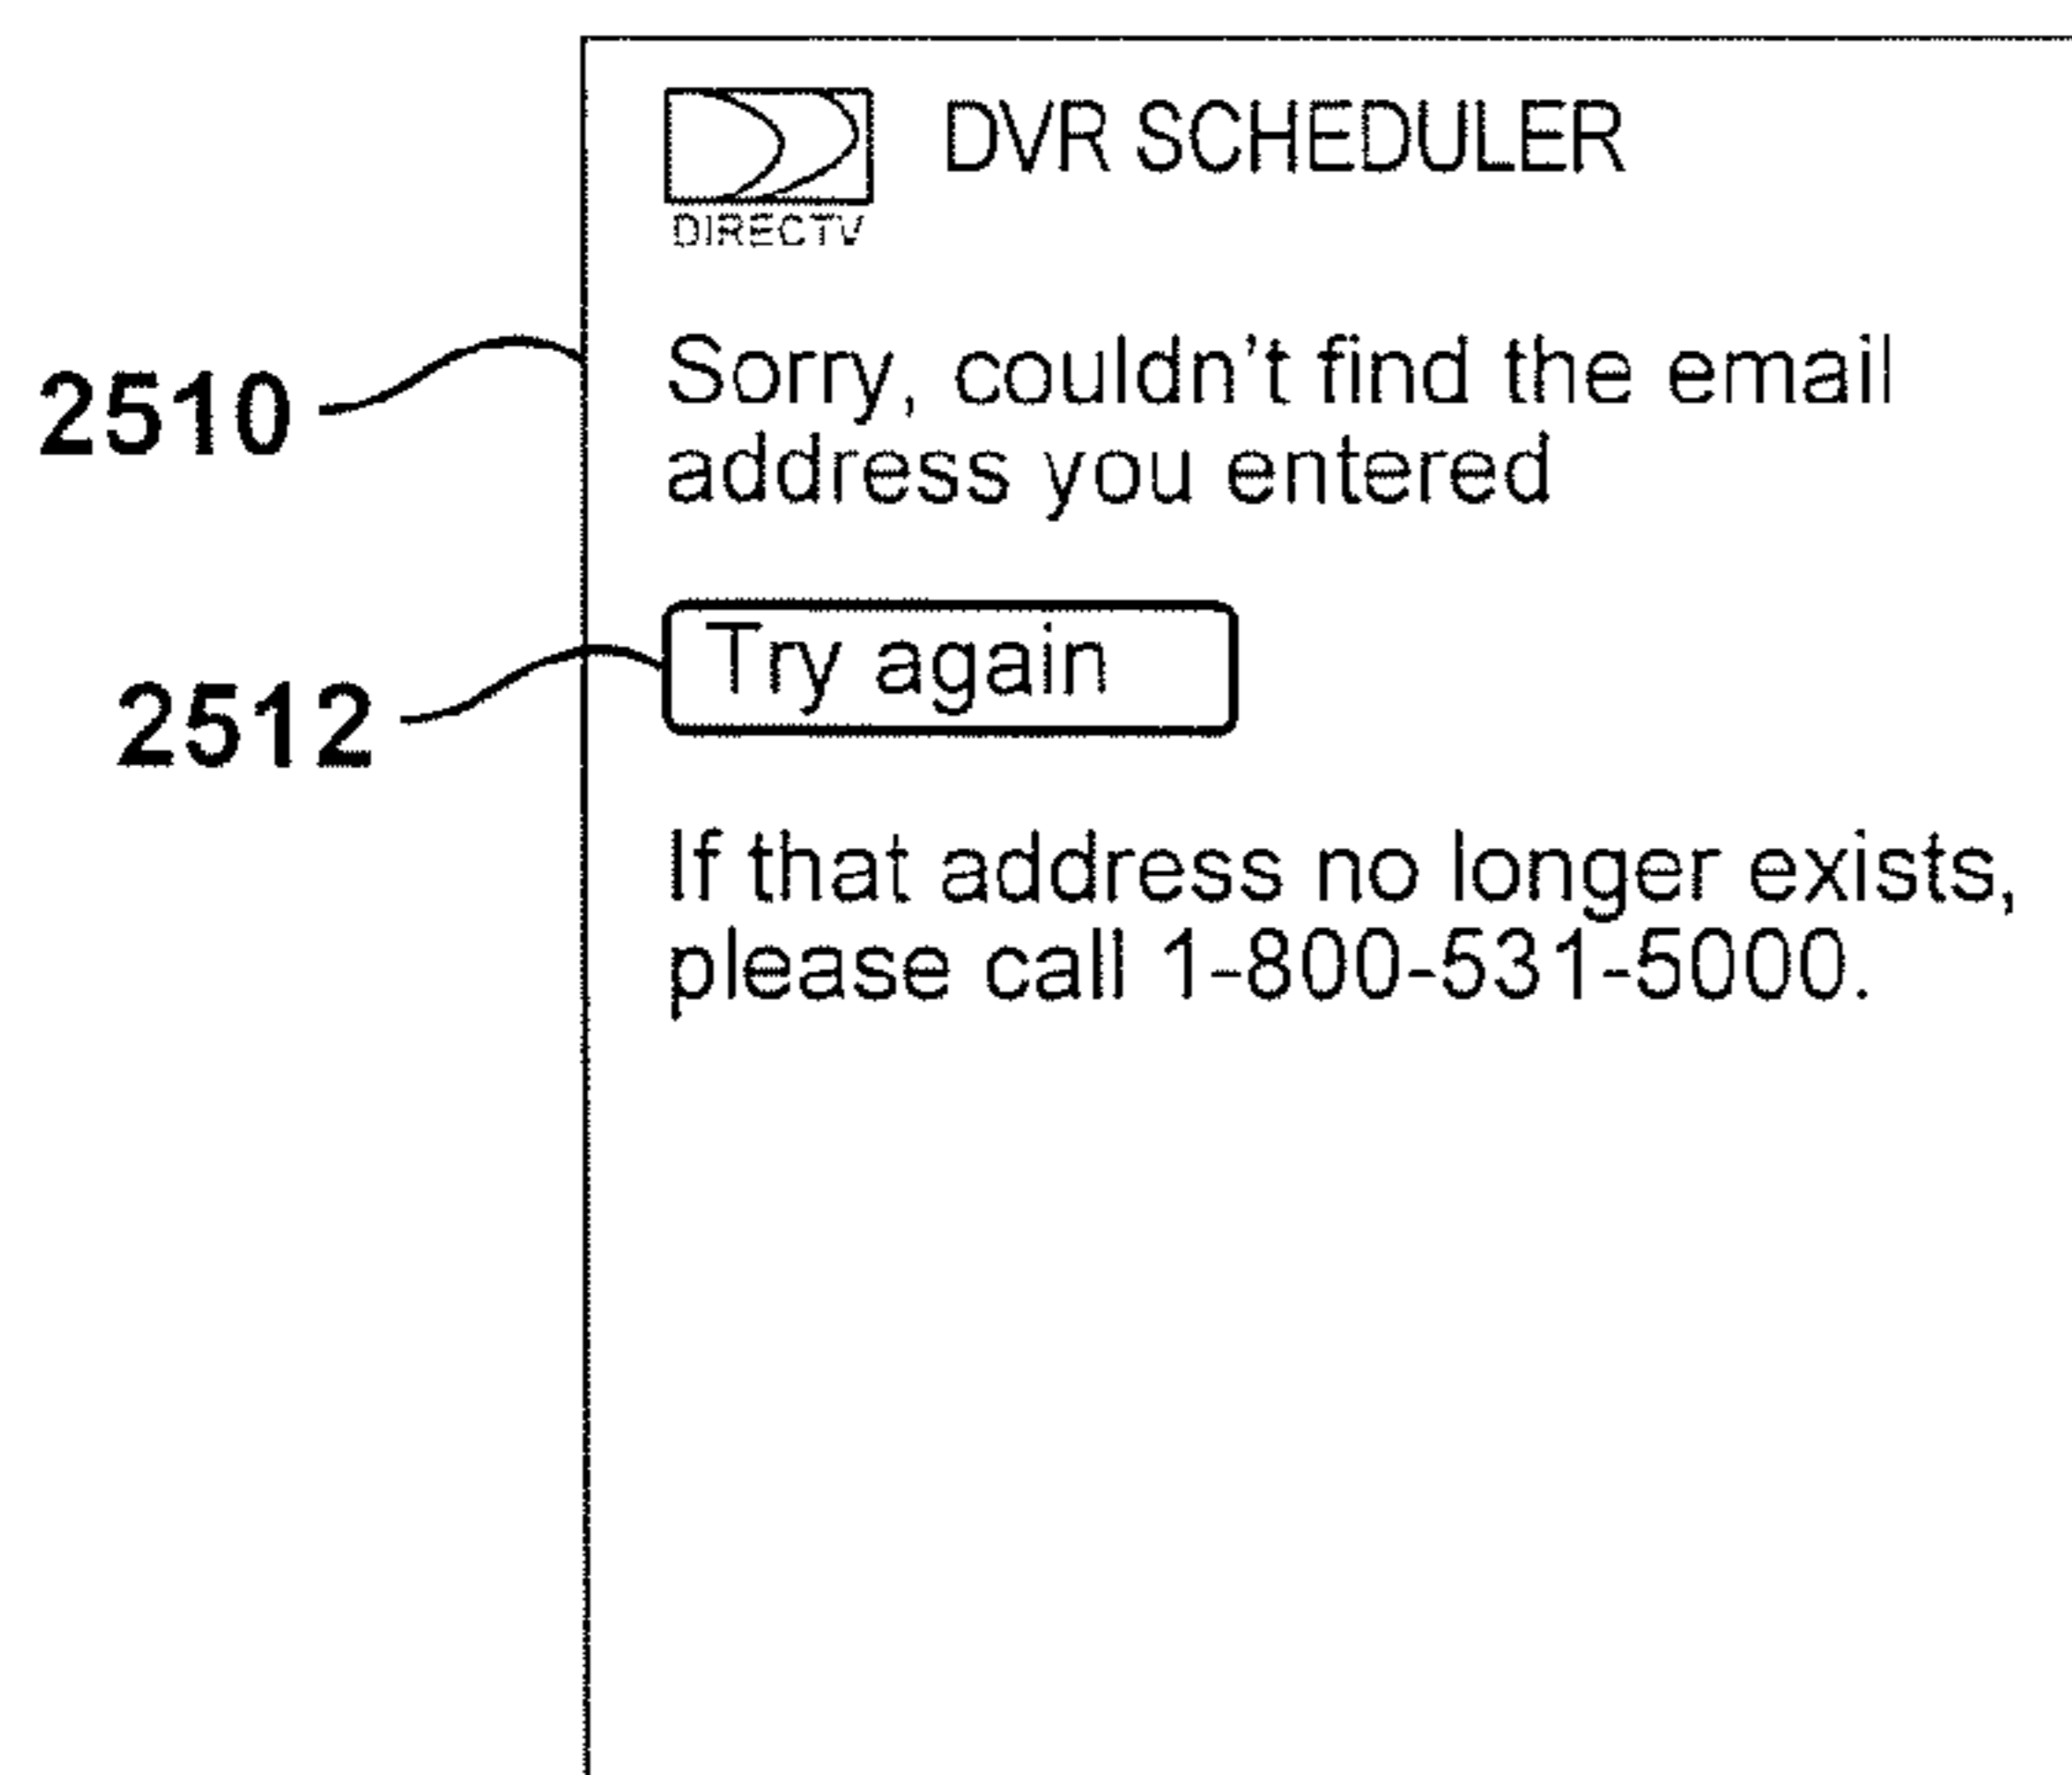 DVR SCHEDULER
DIRECTV
2510
Sorry, couldn't find the email
address you entered
2512
Try again
If that address no longer exists,
please call 1-800-531-5000.